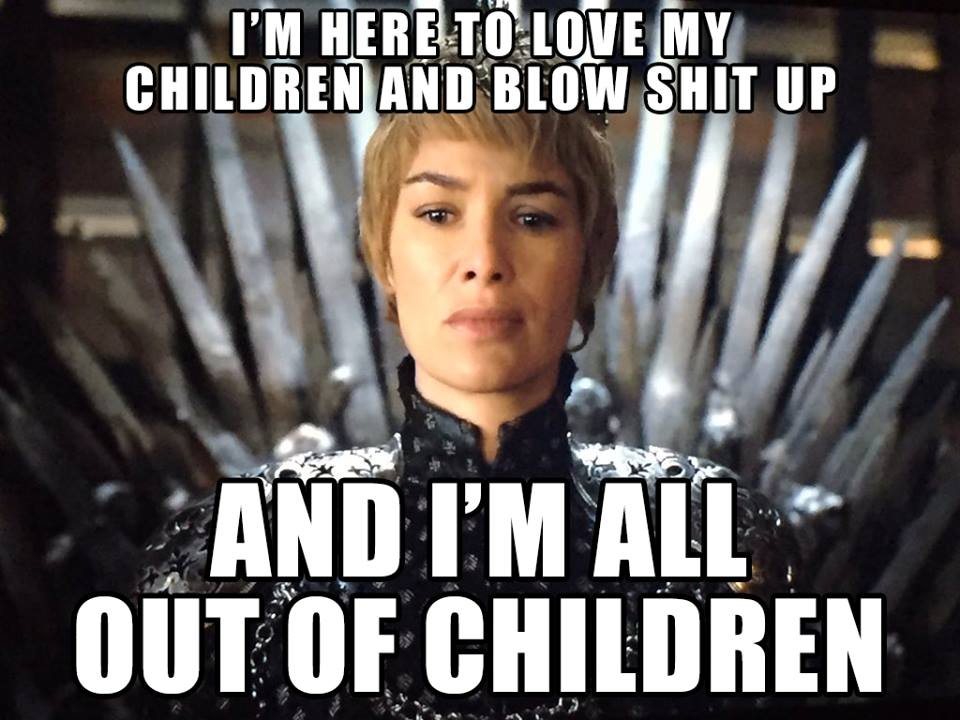 I’M HERE TO LOVE MY
CHILDREN AND BLOW SHIT UP
AND I’M ALL
OUT OF CHILDREN